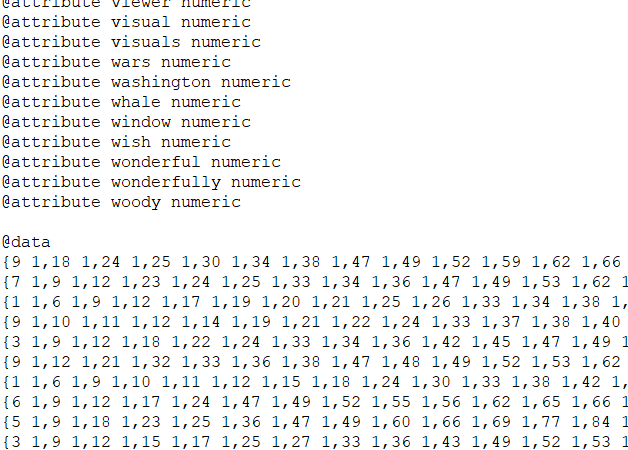 @attribute viewer numeric
@attribute visual numeric
@attribute visuals numeric
@attribute wars numeric
@attribute washington numeric
@attribute whale numeric
@attribute window numeric
@attribute wish numeric
@attribute wonderful numeric
@attribute wonderfully numeric
@attribute woody numeric
@data
{9 1,18 1,24 1,25 1,30 1,34 1,38 1,47 1,49 1,52 1,59 1,62 1,66
{7 1,9 1,12 1,23 1,24 1,25 1,33 1,34 1,36 1,47 1,49 1,53 1,62 1
{1 1,6 1,9 1,12 1,17 1,19 1,20 1,21 1,25 1,26 1,33 1,34 1,38 1,
{9 1,10 1,11 1,12 1,14 1,19 1,21 1,22 1,24 1,33 1,37 1,38 1,40
{3 1,9 1,12 1,18 1,22 1,24 1,33 1,34 1,36 1,42 1,45 1,47 1,49 1
{9 1,12 1,21 1,32 1,33 1,36 1,38 1,47 1,48 1,49 1,52 1,53 1,62
{1 1,6 1,9 1,10 1,11 1,12 1,15 1,18 1,24 1,30 1,33 1,38 1,42 1,
{6 1,9 1,12 1,17 1,24 1,47 1,49 1,52 1,55 1,56 1,62 1,65 1,66 1
{5 1,9 1,18 1,23 1,25 1,36 1,47 1,49 1,60 1,66 1,69 1,77 1,84 1
{3 1,9 1,12 1,15 1,17 1,25 1,27 1,33 1,36 1,43 1,49 1,52 1,53 1